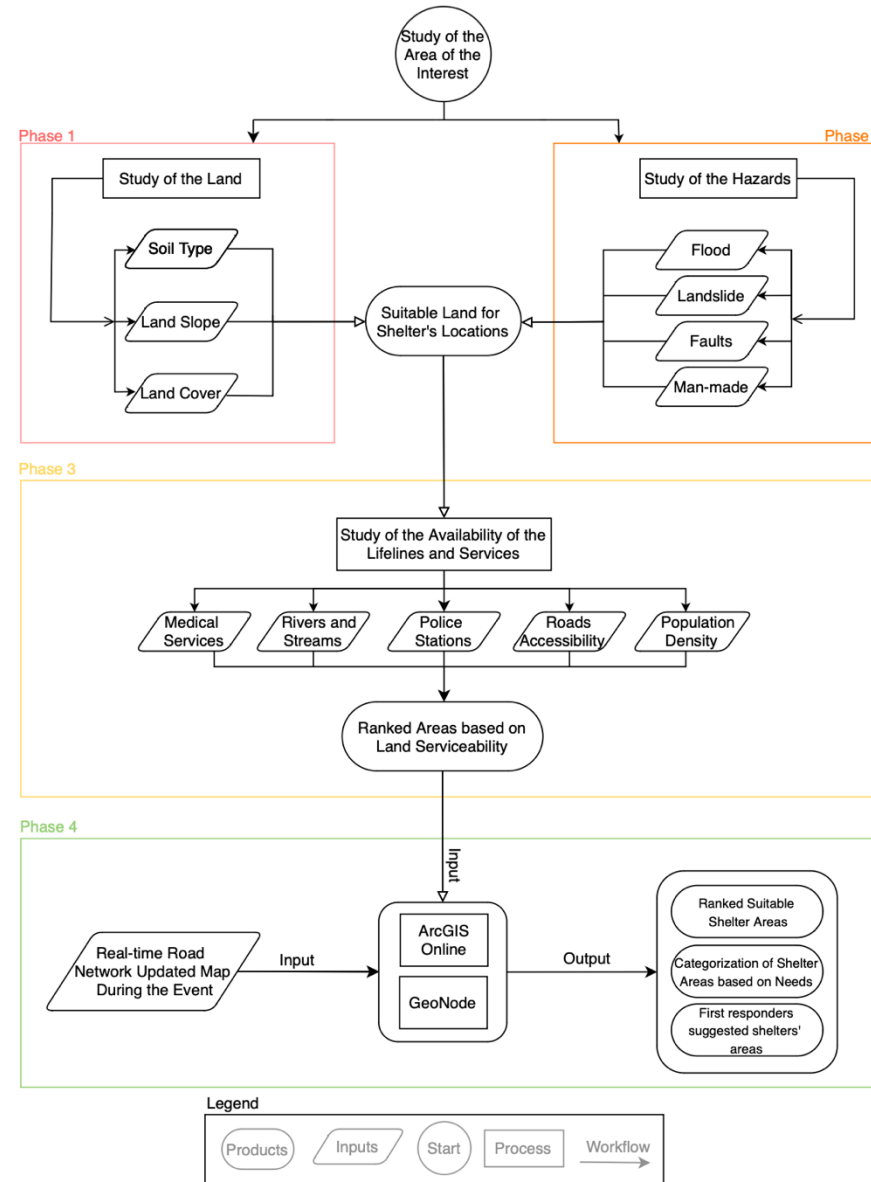 Study of the
Area of the
Interest
Phase 1
Phase
Study of the Land
Study of the Hazards
Soil Type
Land Slope
Land Cover
Suitable Land for
Shelter's Locations
Flood
Landslide
Faults
Man-made
Phase 3
Study of the Availability of the
Lifelines and Services
Medical
Services
Rivers and
Streams
Police
Stations
Roads
Accessibility
Population
Density
Ranked Areas based on
Land Serviceability
Phase 4
Input
Real-time Road
Network Updated Map
During the Event
Input
ArcGIS
Online
GeoNode
Output
Ranked Suitable
Shelter Areas
Categorization of Shelter
Areas based on Needs
First responders
suggested shelters'
areas
Legend
Products
Inputs
Start
Process
Workflow